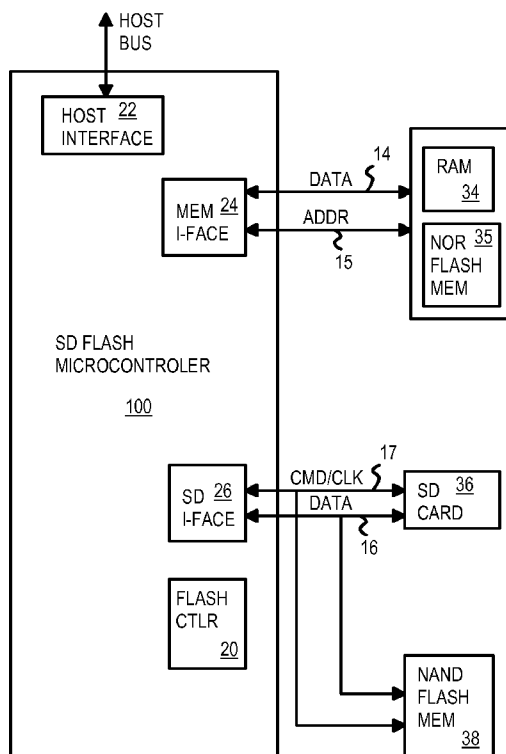 HOST
BUS
HOST 22
INTERFACE
MEM 24
I-FACE
DATA
14
ADDR
15
RAM
34
NOR 35
FLASH
MEM
SD FLASH
MICROCONTROLER
100
SD 26
I-FACE
CMD/CLK
17
DATA
16
SD 36
CARD
FLASH
CTLR
20
NAND
FLASH
MEM
38